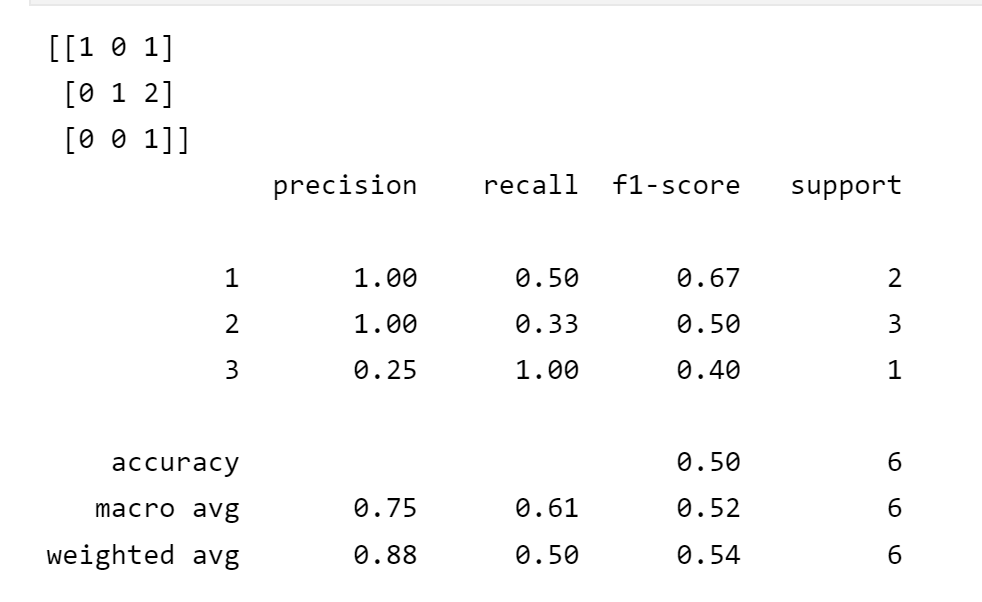 [[1 0 1]
[0 1 2]
[0 0 1]]
precision recall f1-score support
1 1.00 0.50 0.67 2
2 1.00 0.33 0.50 3
3 0.25 1.00 0.40 1
accuracy 0.50 6
macro avg 0.75 0.61 0.52 6
weighted avg 0.88 0.50 0.54 6